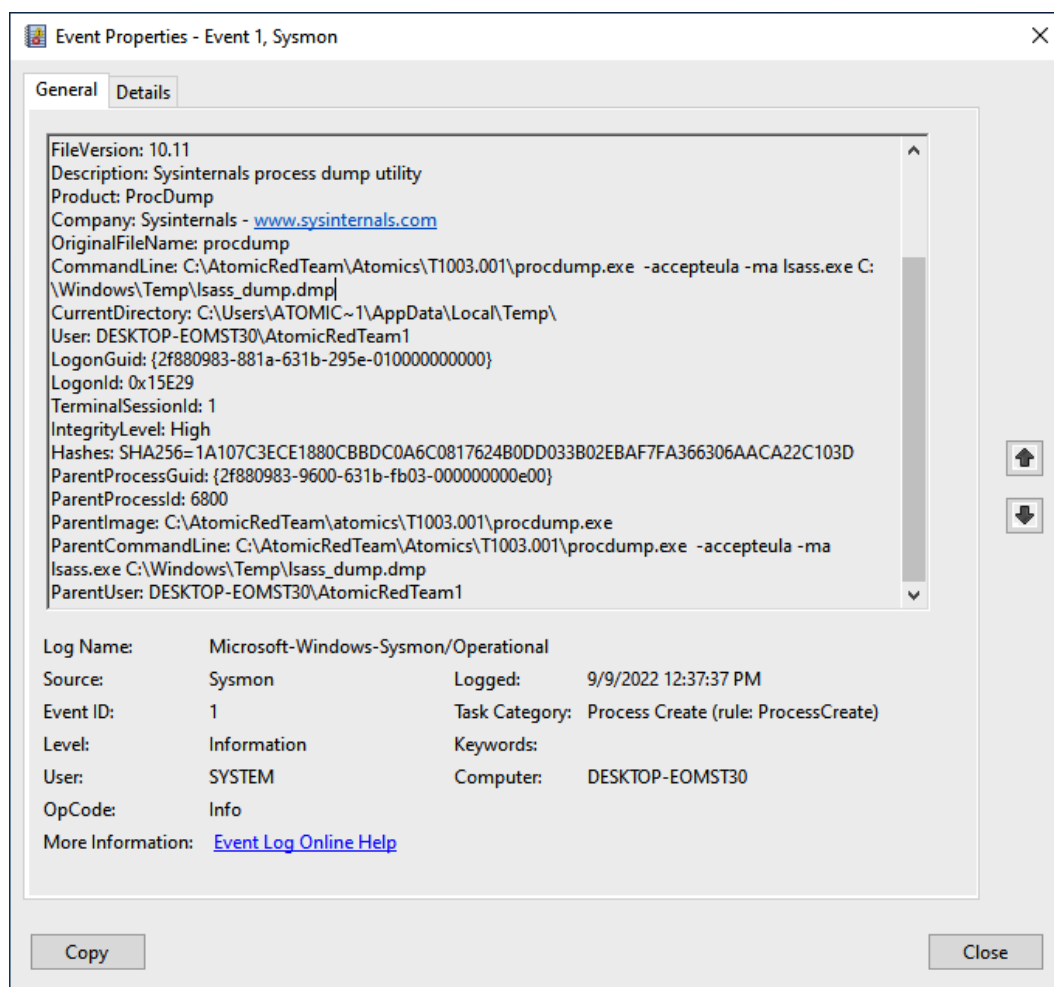 Event Properties - Event 1, Sysmon
General Details
FileVersion: 10.11
Description: Sysinternals process dump utility
Product: ProcDump
Company: Sysinternals - www.sysinternals.com
OriginalFileName: procdump
CommandLine: C:\AtomicRedTeam\Atomics\T1003.001\procdump.exe  -accepteula -ma lsass.exe C:
\Windows\Temp\lsass_dump.dmp
CurrentDirectory: C:\Users\ATOMIC~1\AppData\Local\Temp\
User: DESKTOP-EOMST30\AtomicRedTeam1
LogonGuid: {2f880983-881a-631b-295e-010000000000}
LogonId: 0x15E29
TerminalSessionId: 1
IntegrityLevel: High
Hashes: SHA256=1A107C3ECE1880CBBDC0A6C0817624B0DD033B02EBAF7FA366306AACA22C103D
ParentProcessGuid: {2f880983-9600-631b-fb03-000000000e00}
ParentProcessId: 6800
ParentImage: C:\AtomicRedTeam\atomics\T1003.001\procdump.exe
ParentCommandLine: C:\AtomicRedTeam\Atomics\T1003.001\procdump.exe  -accepteula -ma
lsass.exe C:\Windows\Temp\lsass_dump.dmp
ParentUser: DESKTOP-EOMST30\AtomicRedTeam1
Log Name: Microsoft-Windows-Sysmon/Operational
Source: Sysmon Logged: 9/9/2022 12:37:37 PM
Event ID: 1 Task Category: Process Create (rule: ProcessCreate)
Level: Information Keywords:
User: SYSTEM Computer: DESKTOP-EOMST30
OpCode: Info
More Information: Event Log Online Help
Copy Close